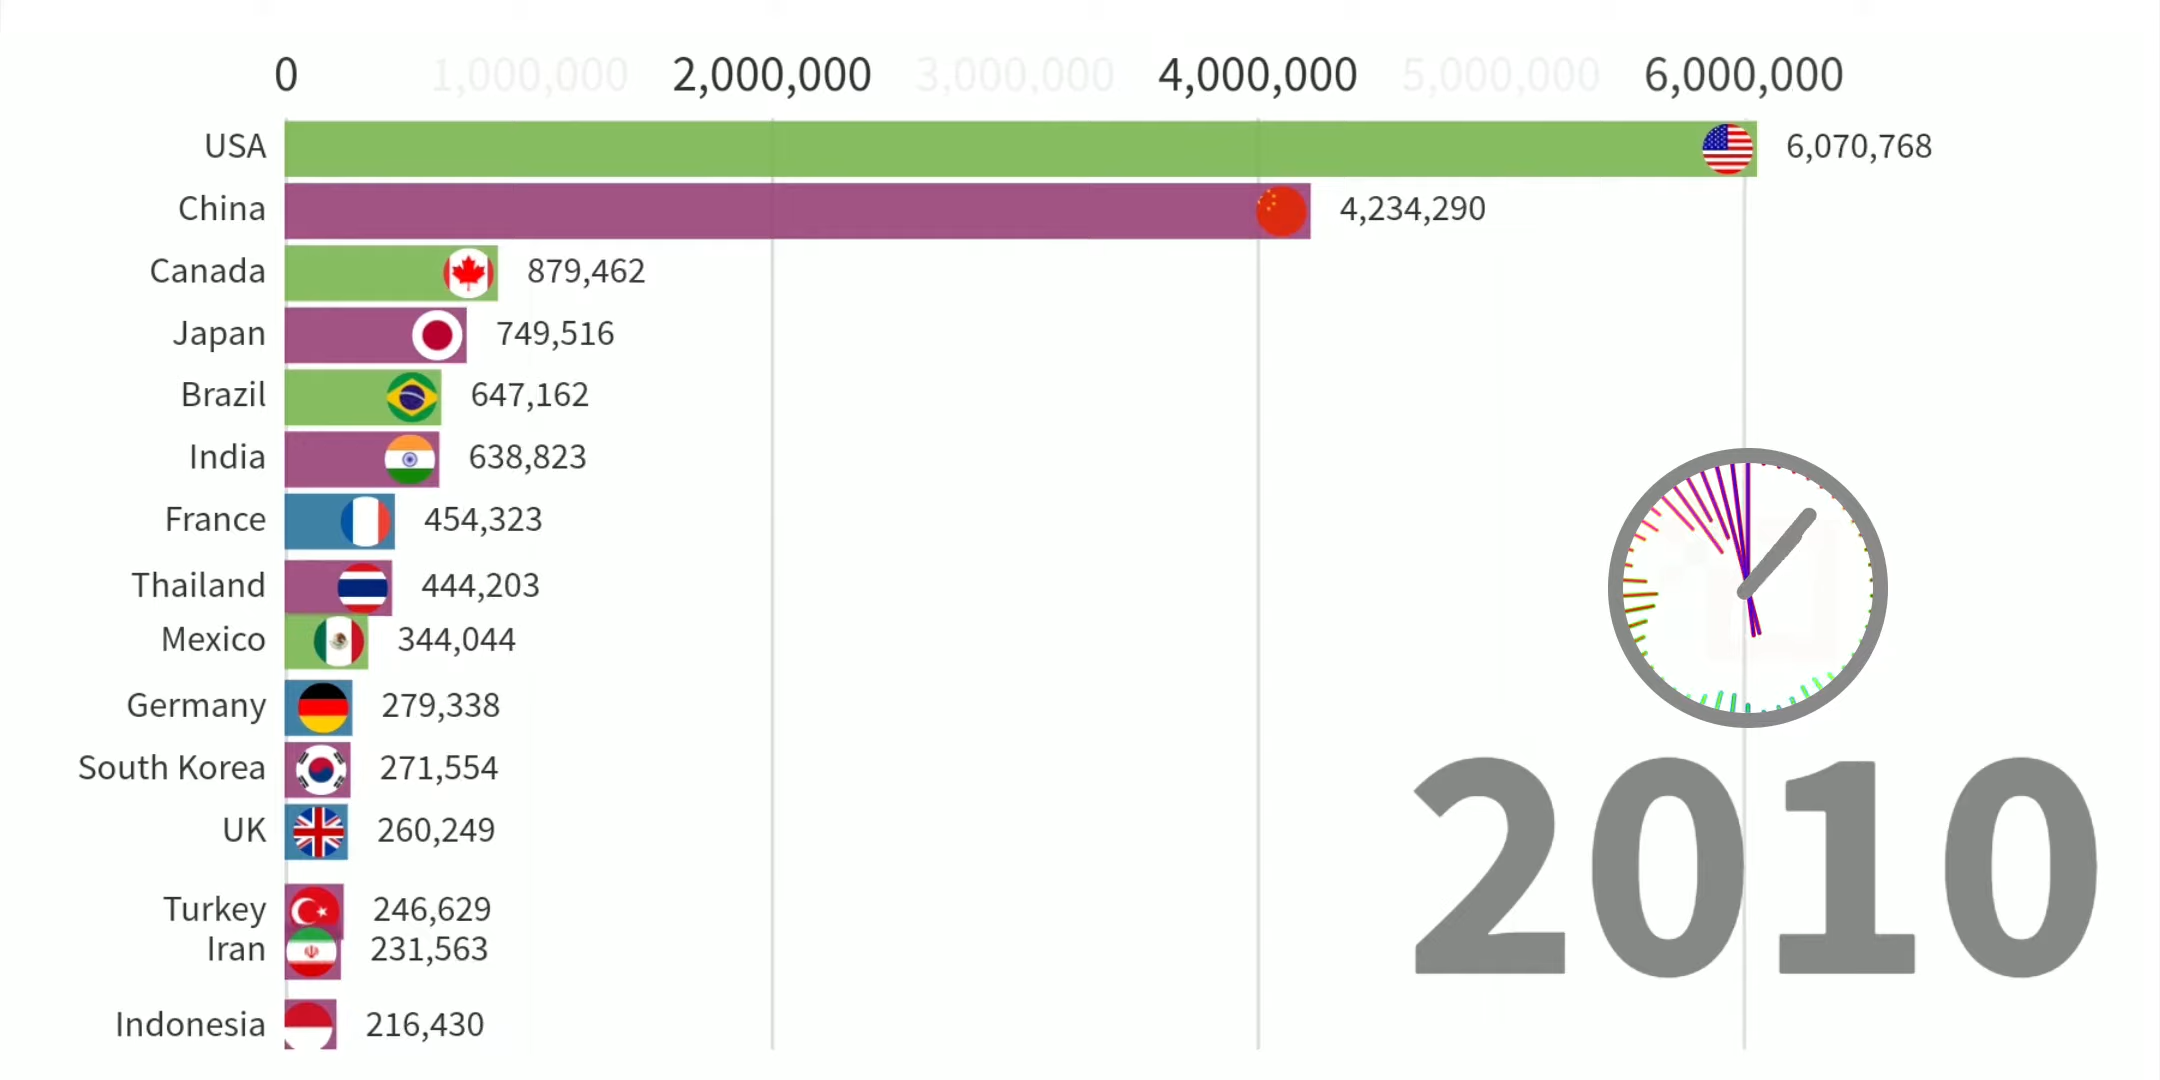 0 1,000,000 2,000,000 3,000,000 4,000,000 5,000,000 6,000,000
USA 6,070,768
China 4,234,290
Canada 879,462
Japan 749,516
Brazil 647,162
India 638,823
France 454,323
Thailand 444,203
Mexico 344,044
Germany 279,338
South Korea 271,554
UK 260,249
Turkey 246,629
Iran 231,563
Indonesia 216,430
2010